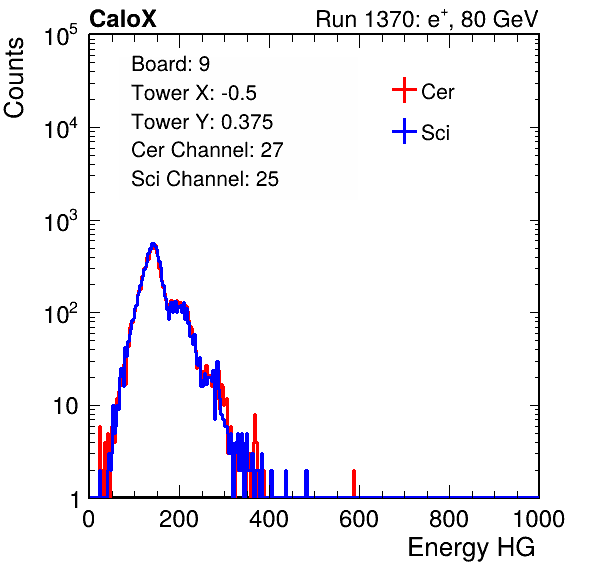 CaloX Run 1370: e⁺, 80 GeV
Counts
Board: 9
Tower X: -0.5
Tower Y: 0.375
Cer Channel: 27
Sci Channel: 25
Cer
Sci
10⁵
10⁴
10³
10²
10
1
0 200 400 600 800 1000
Energy HG